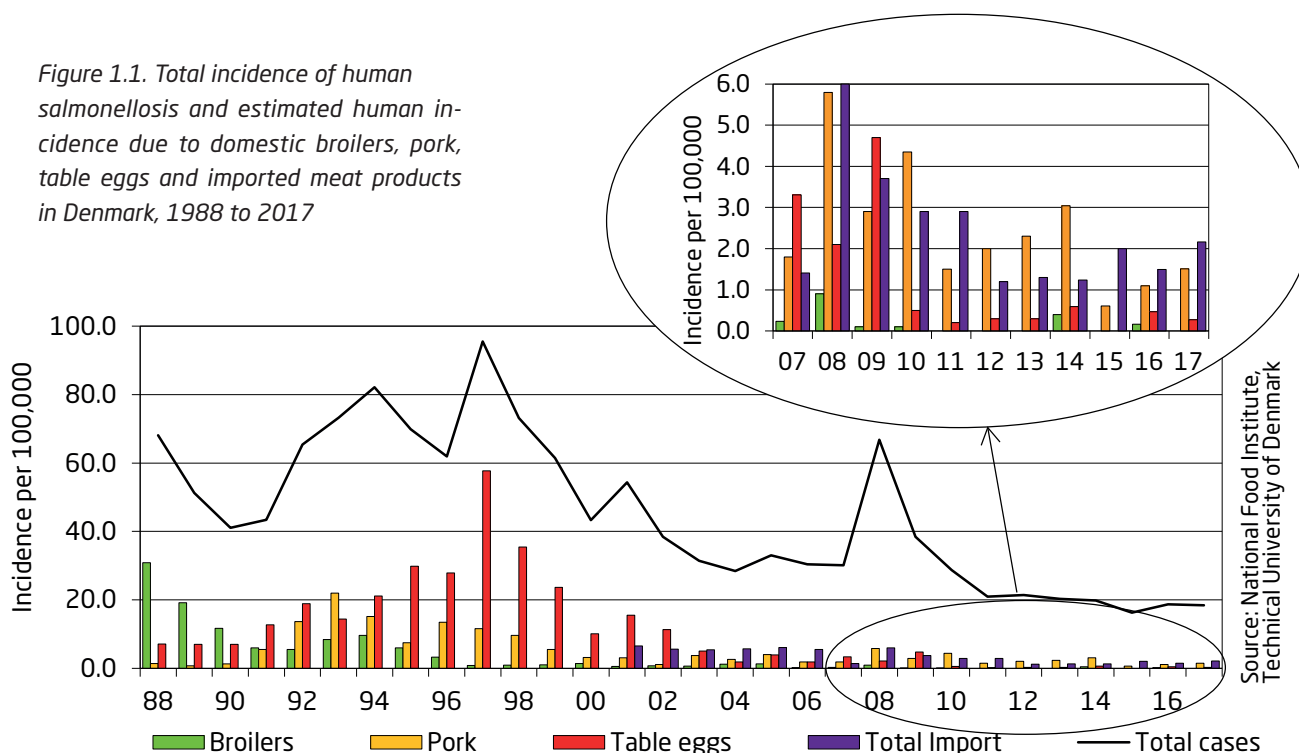 Figure 1.1. Total incidence of human
salmonellosis and estimated human in-
cidence due to domestic broilers, pork,
table eggs and imported meat products
in Denmark, 1988 to 2017
Incidence per 100,000
6.0
5.0
4.0
3.0
2.0
1.0
0.0
07 08 09 10 11 12 13 14 15 16 17
Incidence per 100,000
100.0
80.0
60.0
40.0
20.0
0.0
88 90 92 94 96 98 00 02 04 06 08 10 12 14 16
Broilers Pork Table eggs Total Import Total cases
Source: National Food Institute,
Technical University of Denmark